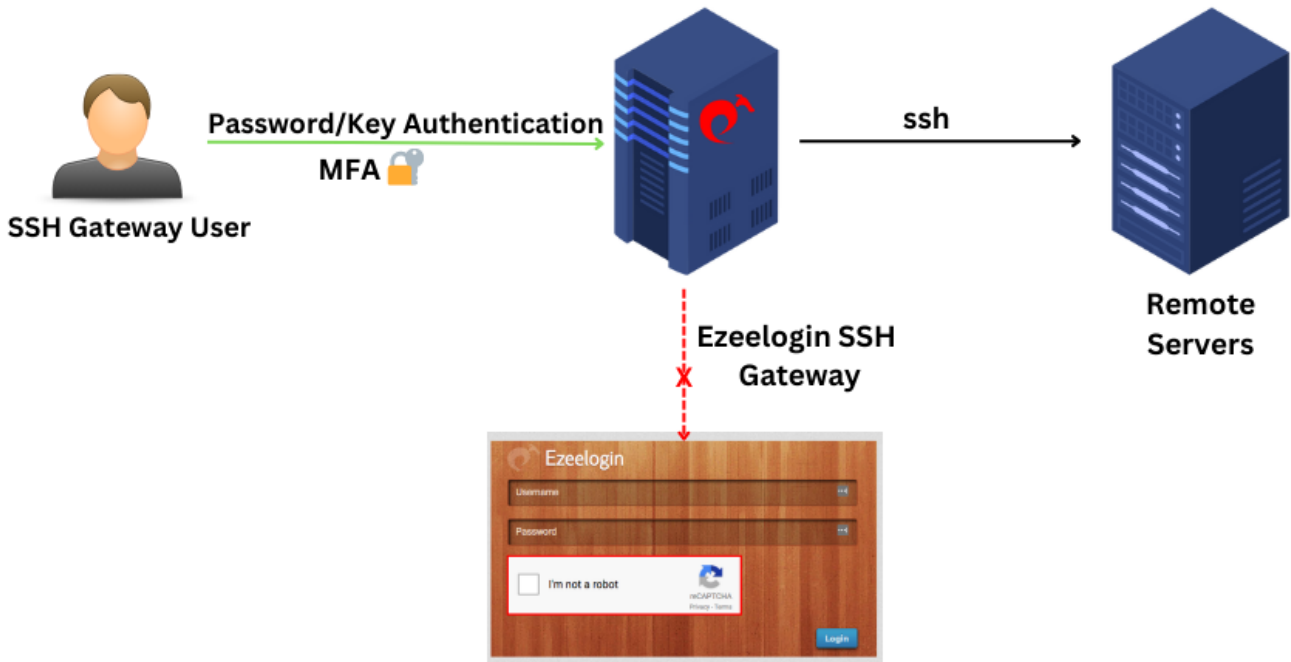 Password/Key Authentication
MFA
ssh
SSH Gateway User
Remote
Servers
Ezeelogin SSH
Gateway
X
Ezeelogin
Username
Password
I'm not a robot
reCAPTCHA
Privacy - Terms
Login